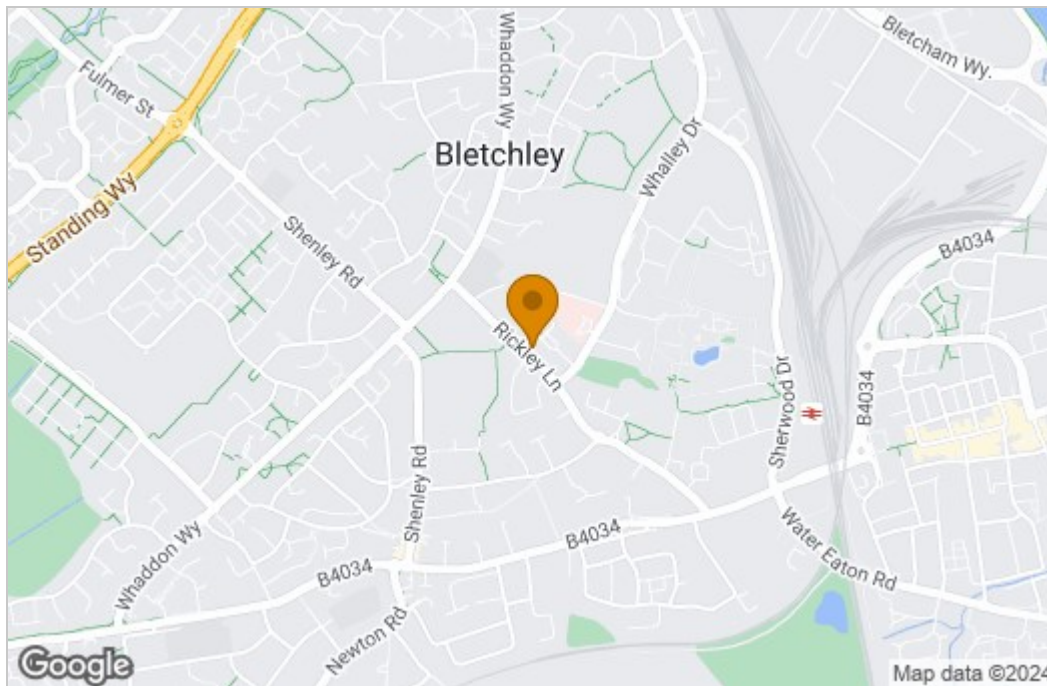 Bletcham Wy.
Fulmer St
Whaddon Wy
Bletchley
Whalley Dr
Standing Wy
Shenley Rd
B4034
Rickley Ln
B4034
Sherwood Dr
Shenley Rd
Whaddon Wy
B4034
B4034
Water Eaton Rd
Newton Rd
Google
Map data ©2024